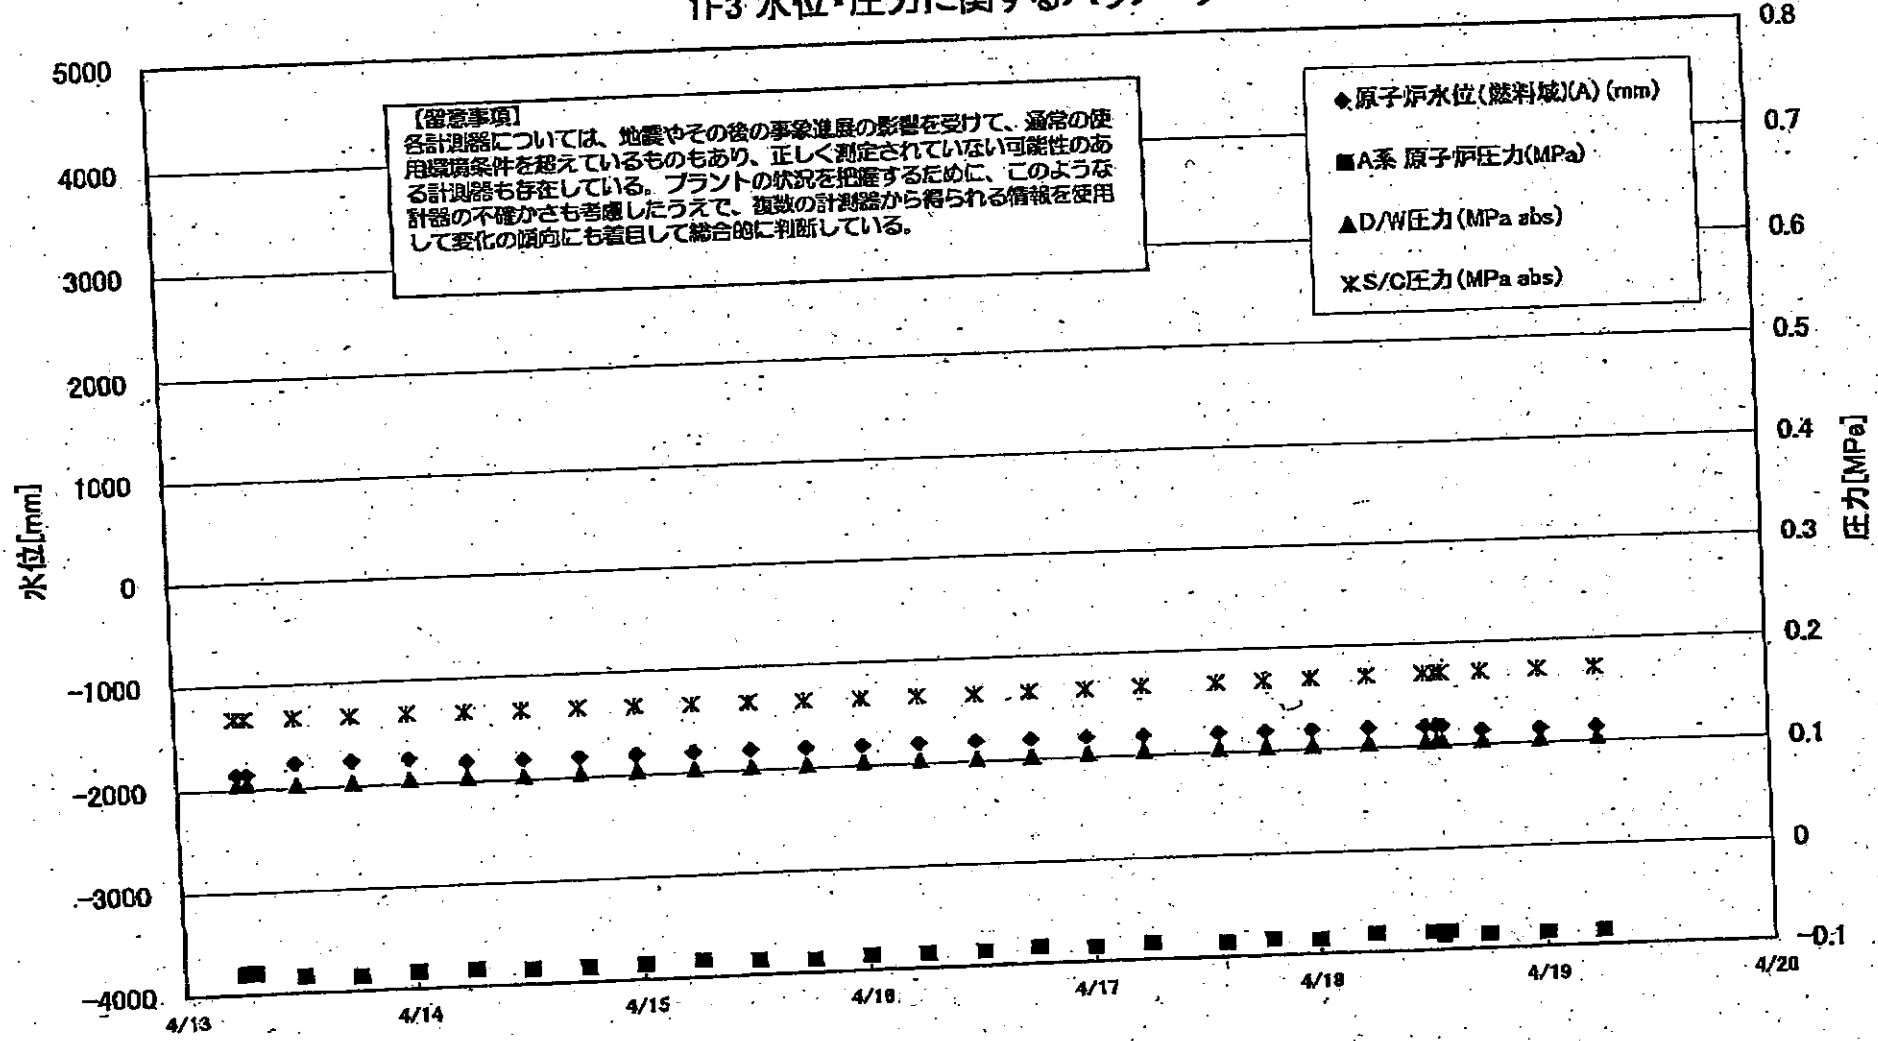 1F3 水位・圧力に関するパラメータ
【留意事項】
各計測器については、地震やその後の事象進展の影響を受けて、通常の使
用環境条件を超えているものもあり、正しく測定されていない可能性のあ
る計測器も存在している。プラントの状況を把握するために、このような
計器の不確かさも考慮したうえで、複数の計測器から得られる情報を使用
して変化の傾向にも着目して総合的に判断している。
◆原子炉水位(燃料域)(A)(mm)
■A系 原子炉圧力(MPa)
▲D/W圧力(MPa abs)
S/C圧力(MPa abs)
水位[mm]
5000
4000
3000
2000
1000
0
-1000
-2000
-3000
-4000
圧力[MPa]
0.8
0.7
0.6
0.5
0.4
0.3
0.2
0.1
0
-0.1
4/13
4/14
4/15
4/16
4/17
4/18
4/19
4/20